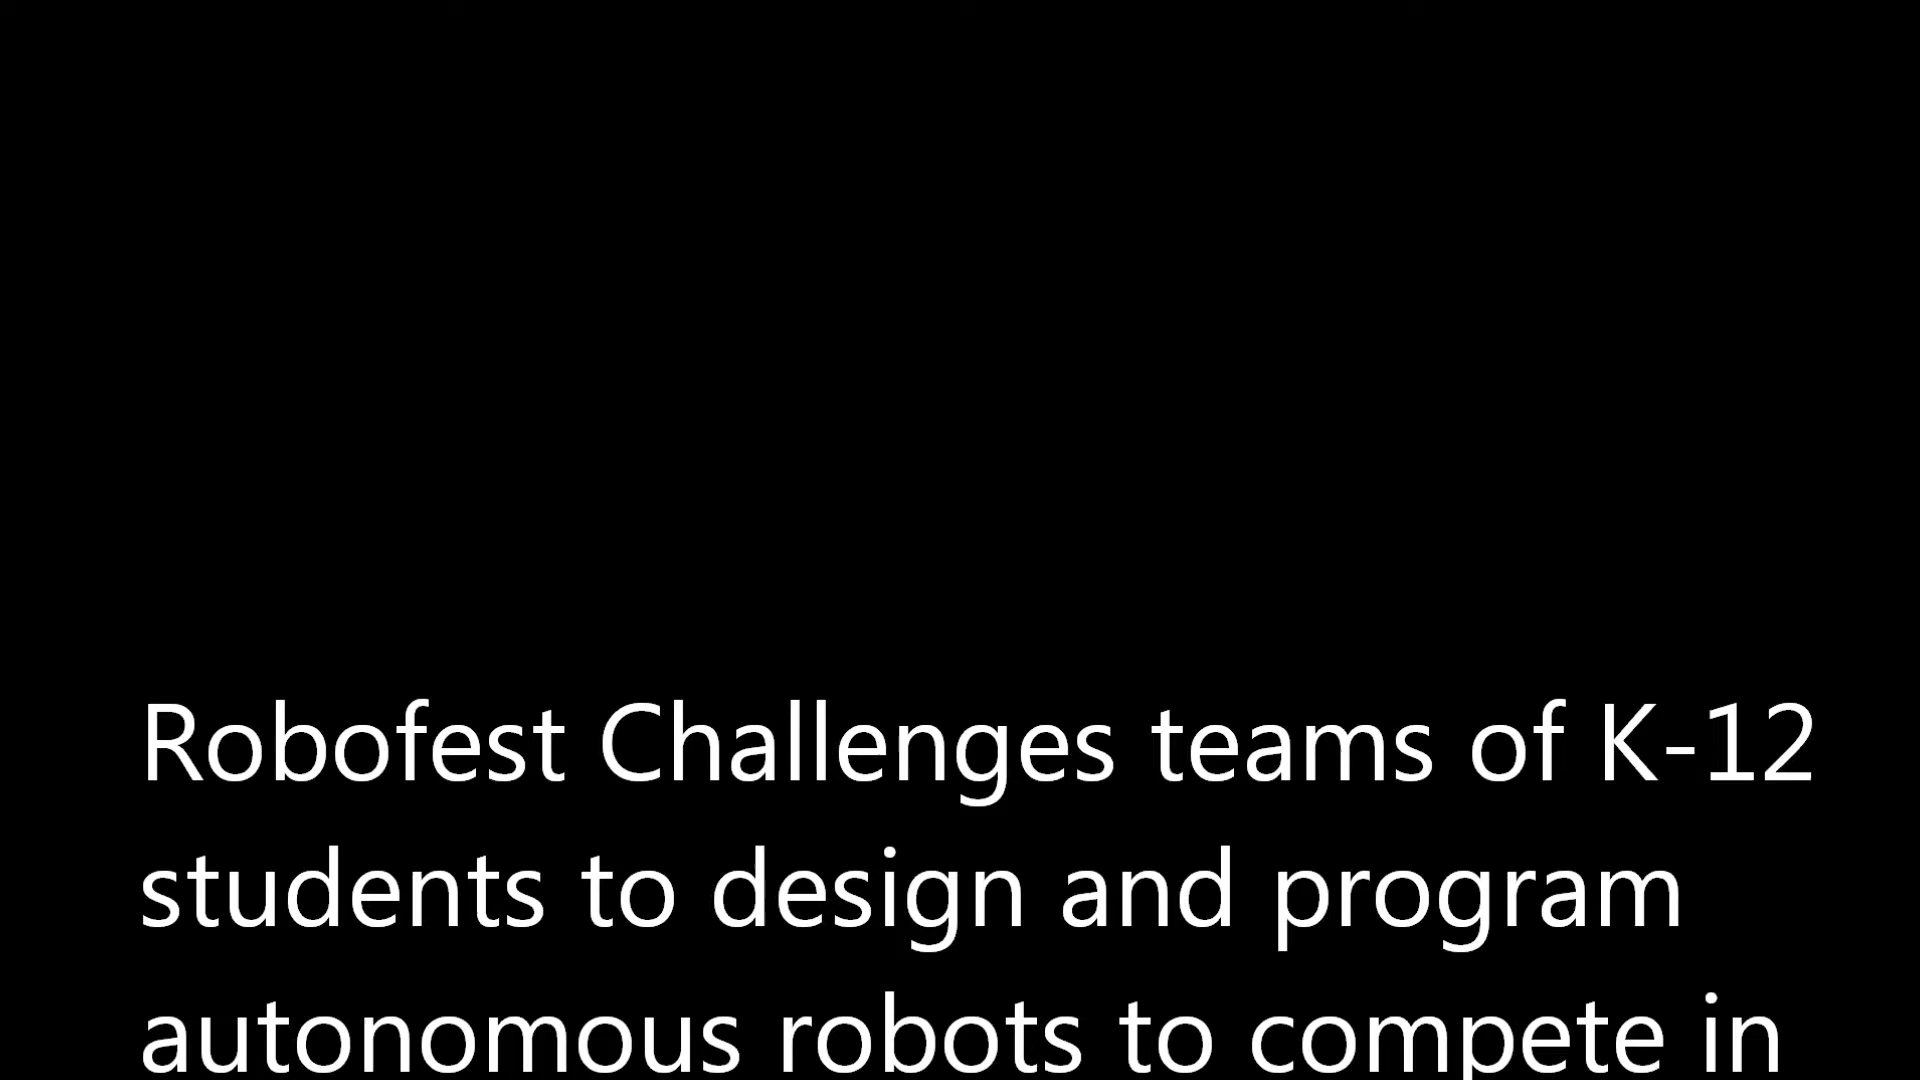 Robofest Challenges teams of K-12
students to design and program
autonomous robots to compete in